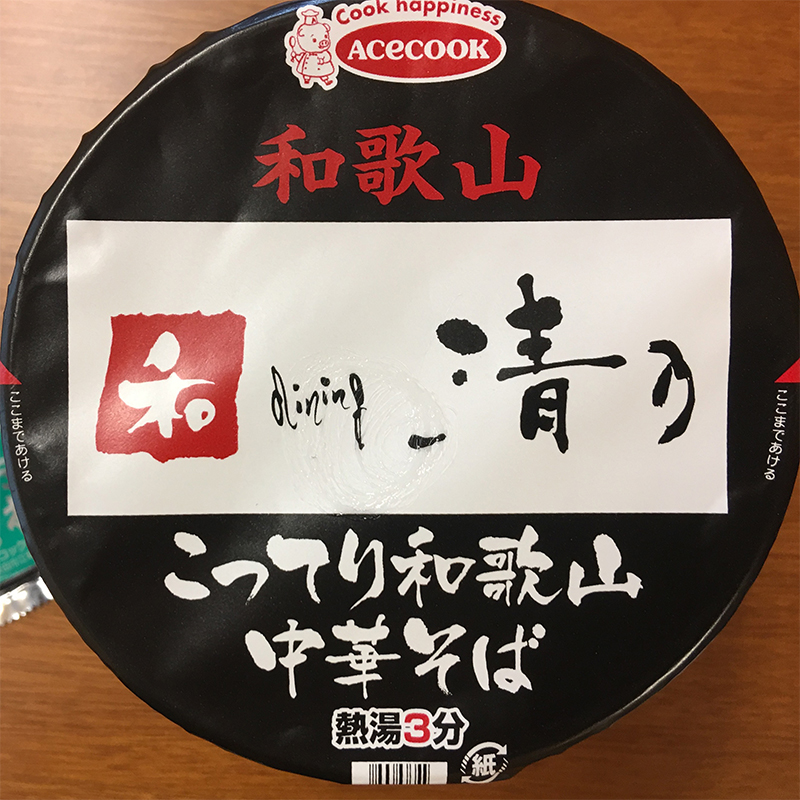 Cook happiness
ACECOOK
和歌山
和 dining 清乃
ここまであける
ここまであける
こってり和歌山
中華そば
熱湯3分
紙